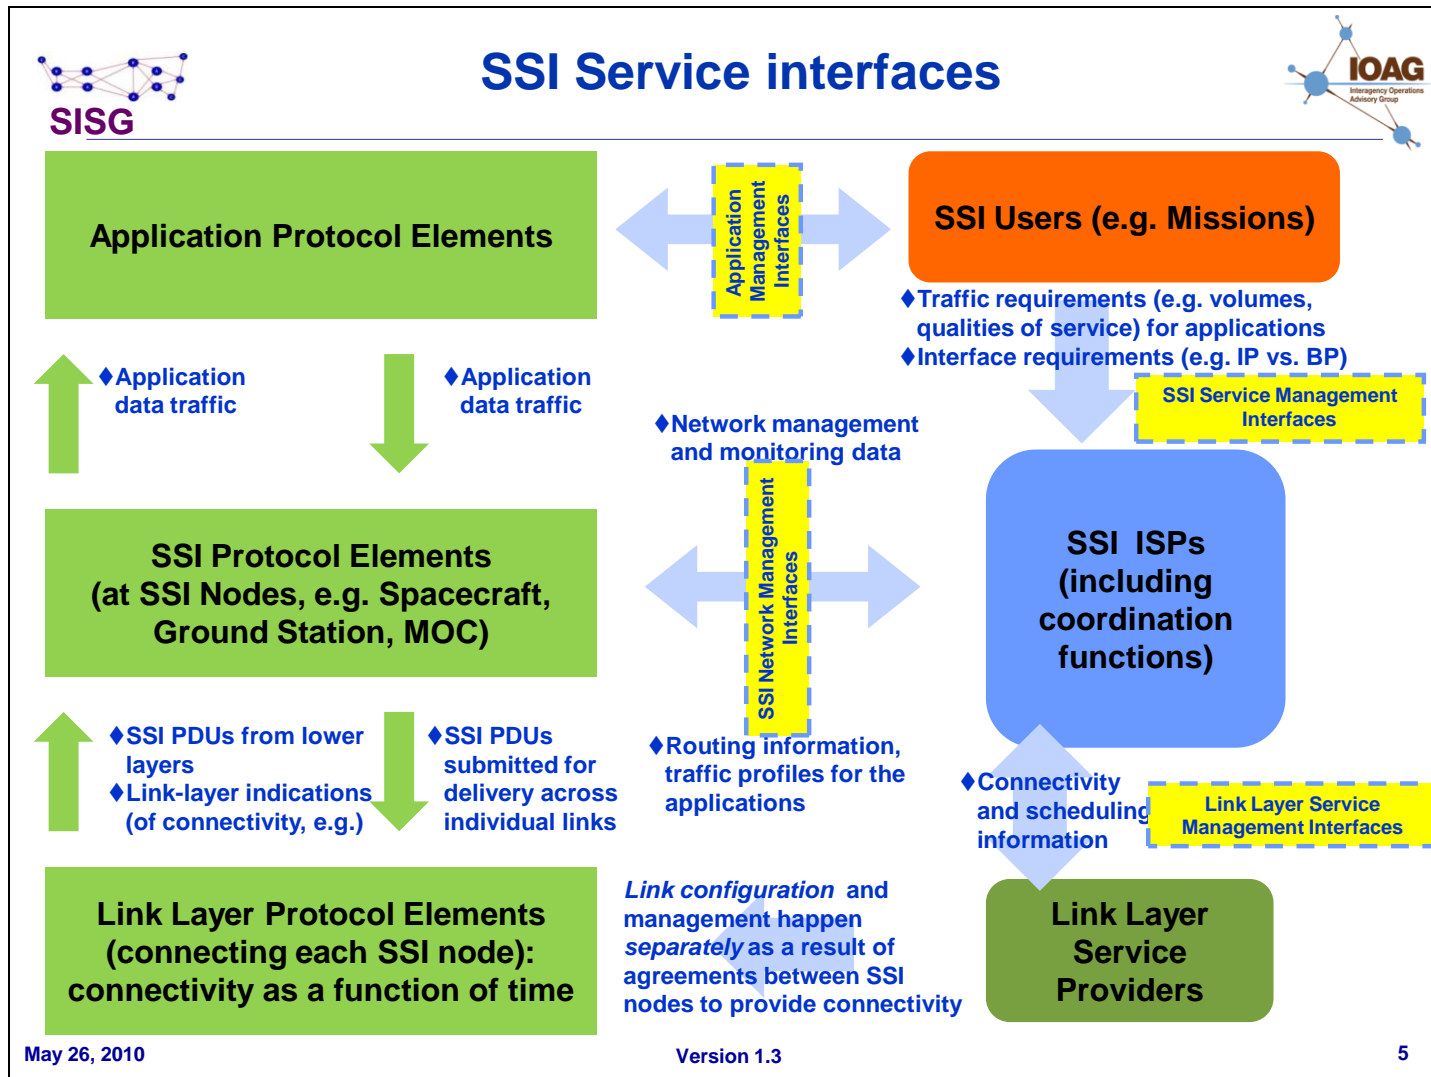 SSI Service interfaces
SISG
IOAG
Interagency Operations
Advisory Group
Application Protocol Elements
Application
Management
Interfaces
SSI Users (e.g. Missions)
♦Traffic requirements (e.g. volumes,
qualities of service) for applications
♦Interface requirements (e.g. IP vs. BP)
♦Application
data traffic
♦Application
data traffic
SSI Service Management
Interfaces
♦Network management
and monitoring data
SSI Protocol Elements
(at SSI Nodes, e.g. Spacecraft,
Ground Station, MOC)
SSI Network Management
Interfaces
SSI ISPs
(including
coordination
functions)
♦SSI PDUs from lower
layers
♦Link-layer indications
(of connectivity, e.g.)
♦SSI PDUs
submitted for
delivery across
individual links
♦Routing information,
traffic profiles for the
applications
♦Connectivity
and scheduling
information
Link Layer Service
Management Interfaces
Link Layer Protocol Elements
(connecting each SSI node):
connectivity as a function of time
Link configuration and
management happen
separately as a result of
agreements between SSI
nodes to provide connectivity
Link Layer
Service
Providers
May 26, 2010
Version 1.3
5